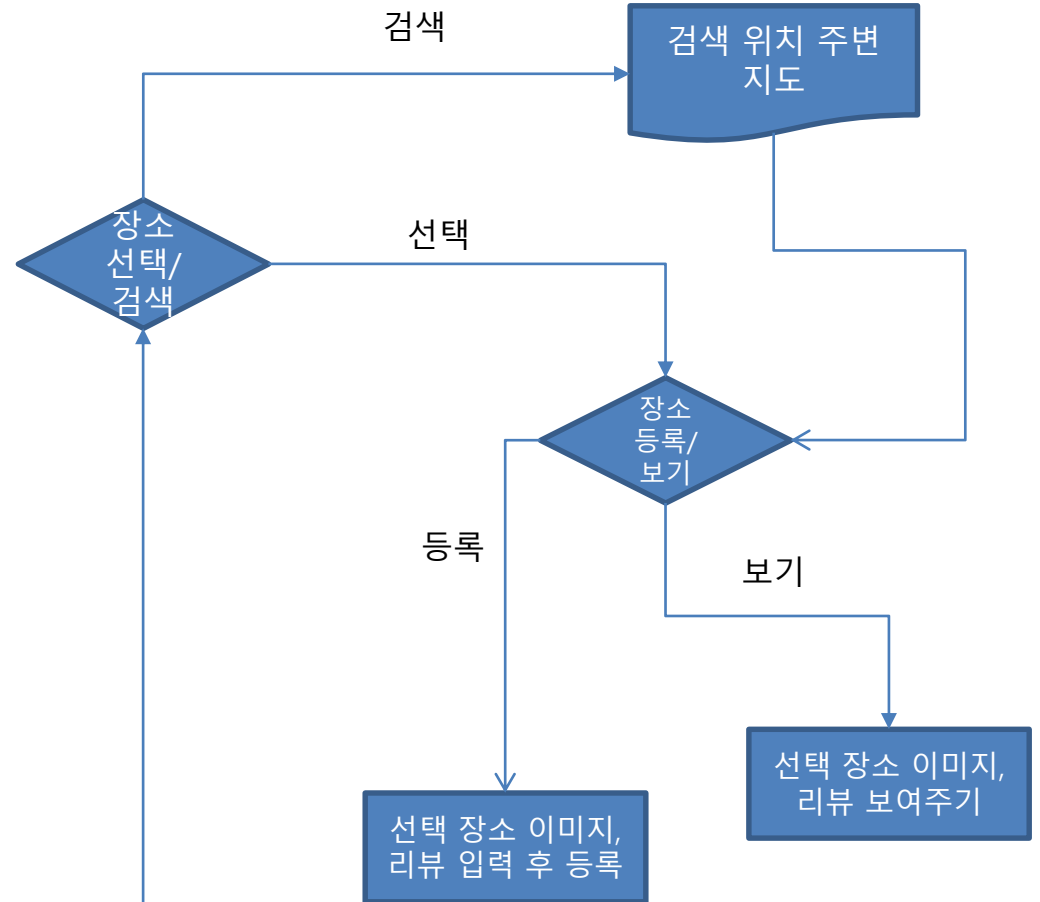 검색
검색 위치 주변
지도
장소
선택/
검색
선택
장소
등록/
보기
등록
보기
선택 장소 이미지,
리뷰 보여주기
선택 장소 이미지,
리뷰 입력 후 등록